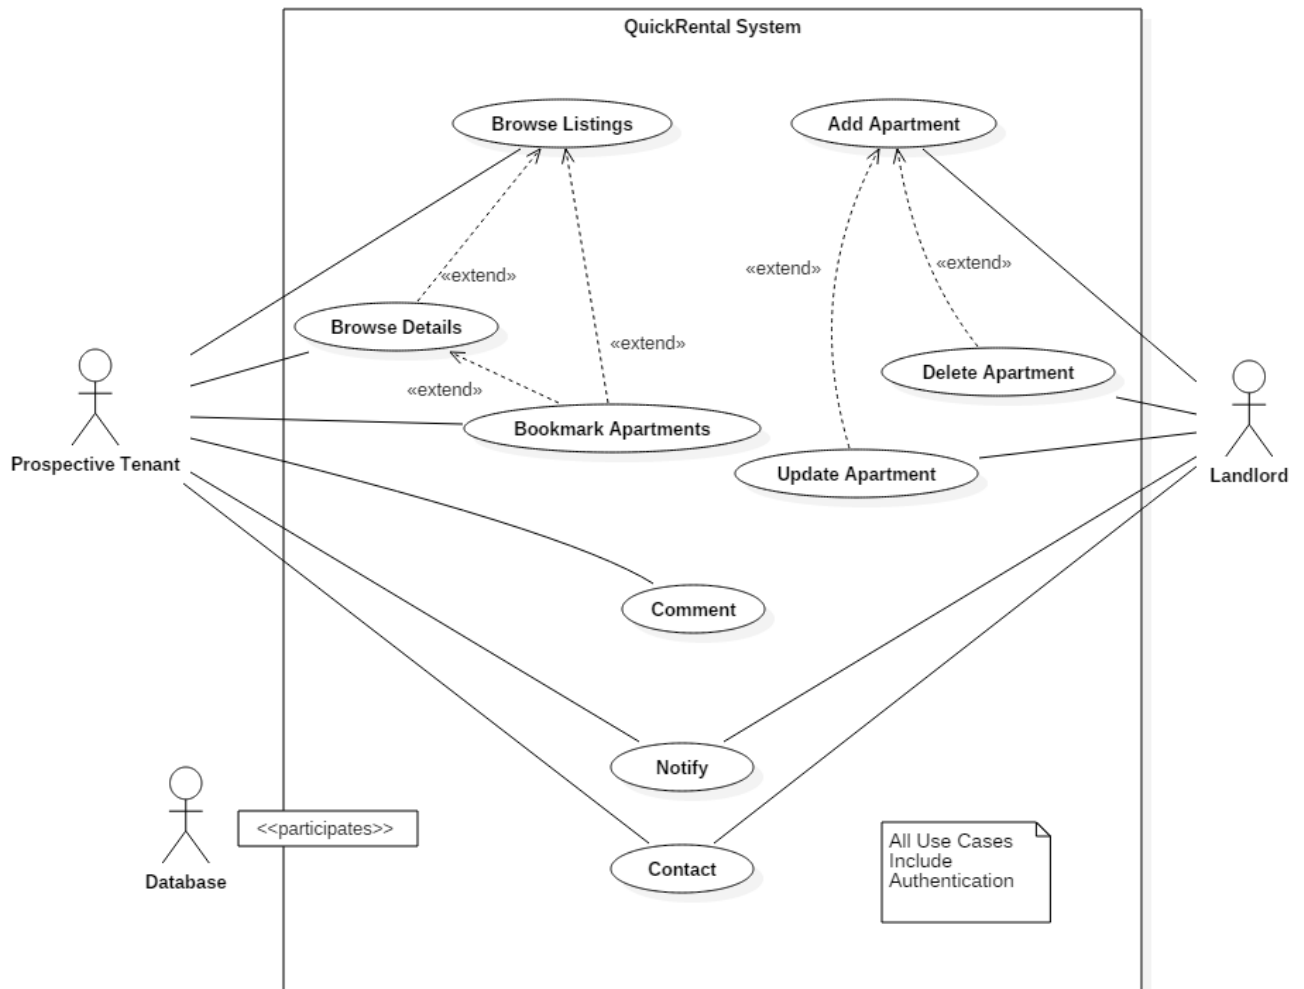 QuickRental System
Browse Listings
Add Apartment
«extend»
«extend»
«extend»
Browse Details
«extend»
Delete Apartment
«extend»
Bookmark Apartments
Prospective Tenant
Update Apartment
Landlord
Comment
Notify
<<participates>>
All Use Cases
Include
Authentication
Contact
Database